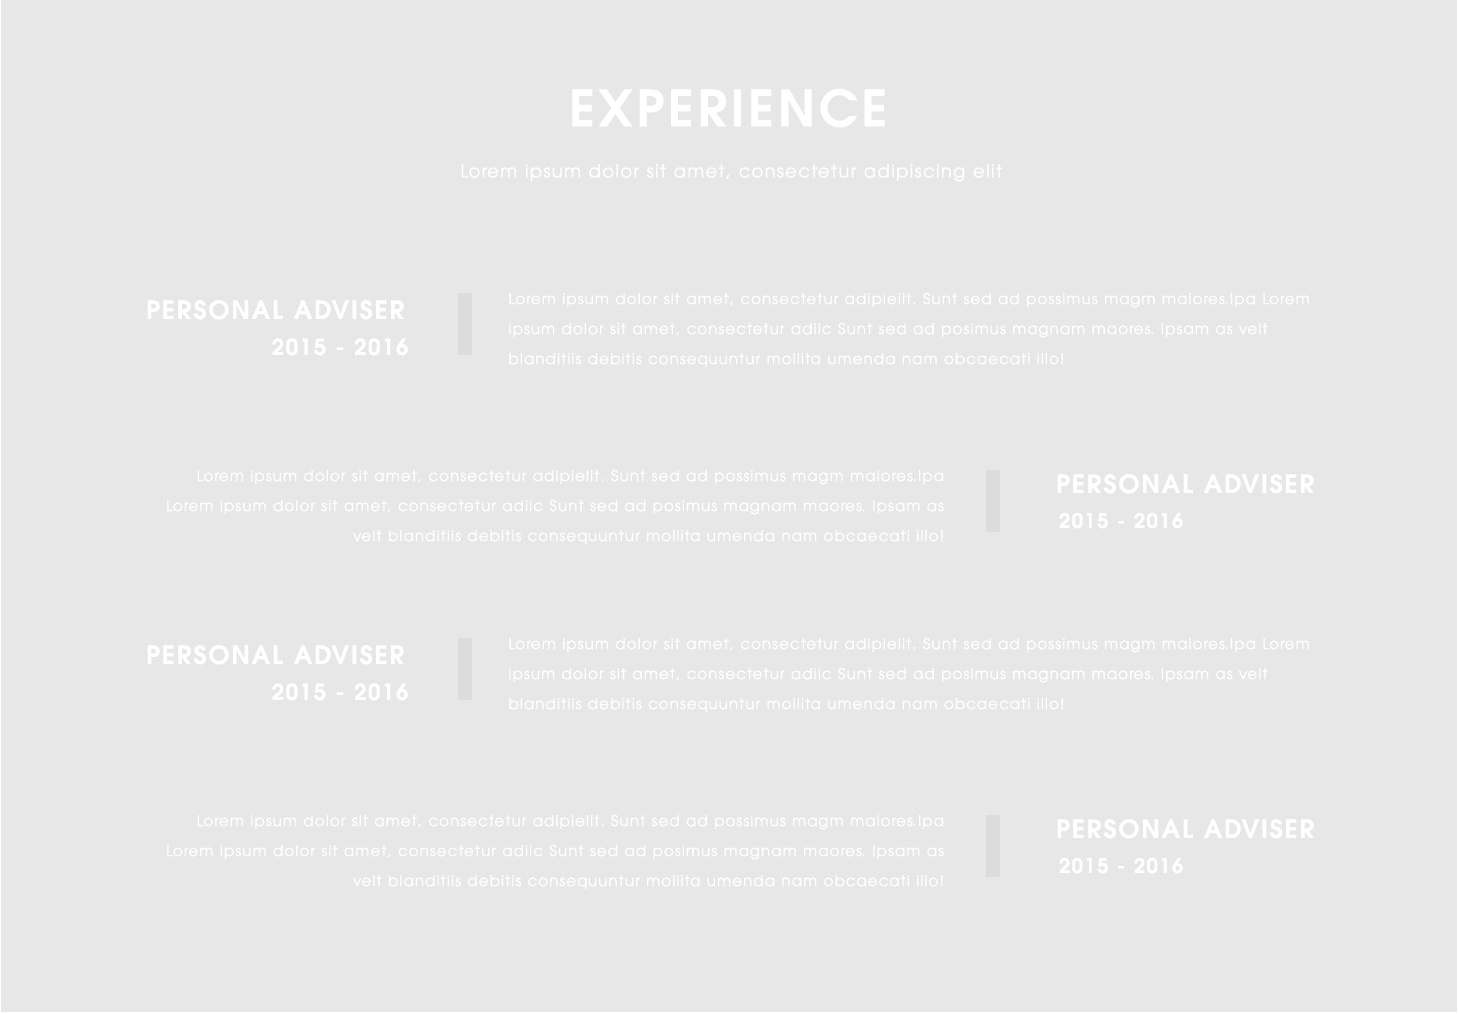 EXPERIENCE
Lorem ipsum dolor sit amet, consectetur adipiscing elit
PERSONAL ADVISER
2015 - 2016
Lorem ipsum dolor sit amet, consectetur adipielit. Sunt sed ad possimus magm maiores.Ipa Lorem
ipsum dolor sit amet, consectetur adiic Sunt sed ad posimus magnam maores. Ipsam as velt
blanditiis debitis consequuntur mollita umenda nam obcaecati illo!
Lorem ipsum dolor sit amet, consectetur adipielit. Sunt sed ad possimus magm maiores.Ipa
Lorem ipsum dolor sit amet, consectetur adiic Sunt sed ad posimus magnam maores. Ipsam as
velt blanditiis debitis consequuntur mollita umenda nam obcaecati illo!
PERSONAL ADVISER
2015 - 2016
PERSONAL ADVISER
2015 - 2016
Lorem ipsum dolor sit amet, consectetur adipielit. Sunt sed ad possimus magm maiores.Ipa Lorem
ipsum dolor sit amet, consectetur adiic Sunt sed ad posimus magnam maores. Ipsam as velt
blanditiis debitis consequuntur mollita umenda nam obcaecati illo!
Lorem ipsum dolor sit amet, consectetur adipielit. Sunt sed ad possimus magm maiores.Ipa
Lorem ipsum dolor sit amet, consectetur adiic Sunt sed ad posimus magnam maores. Ipsam as
velt blanditiis debitis consequuntur mollita umenda nam obcaecati illo!
PERSONAL ADVISER
2015 - 2016